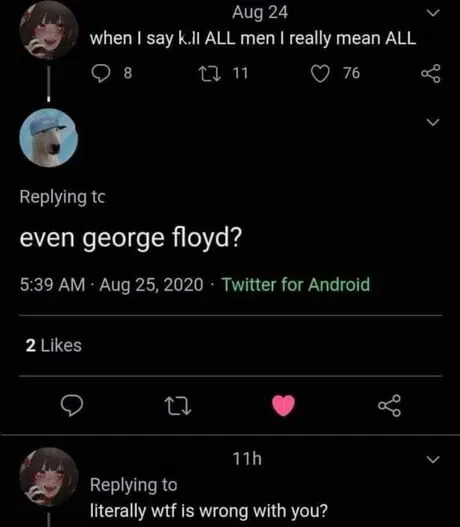 Aug 24
when I say k.ll ALL men I really mean ALL
8 11 76
Replying tc
even george floyd?
5:39 AM · Aug 25, 2020 · Twitter for Android
2 Likes
11h
Replying to
literally wtf is wrong with you?